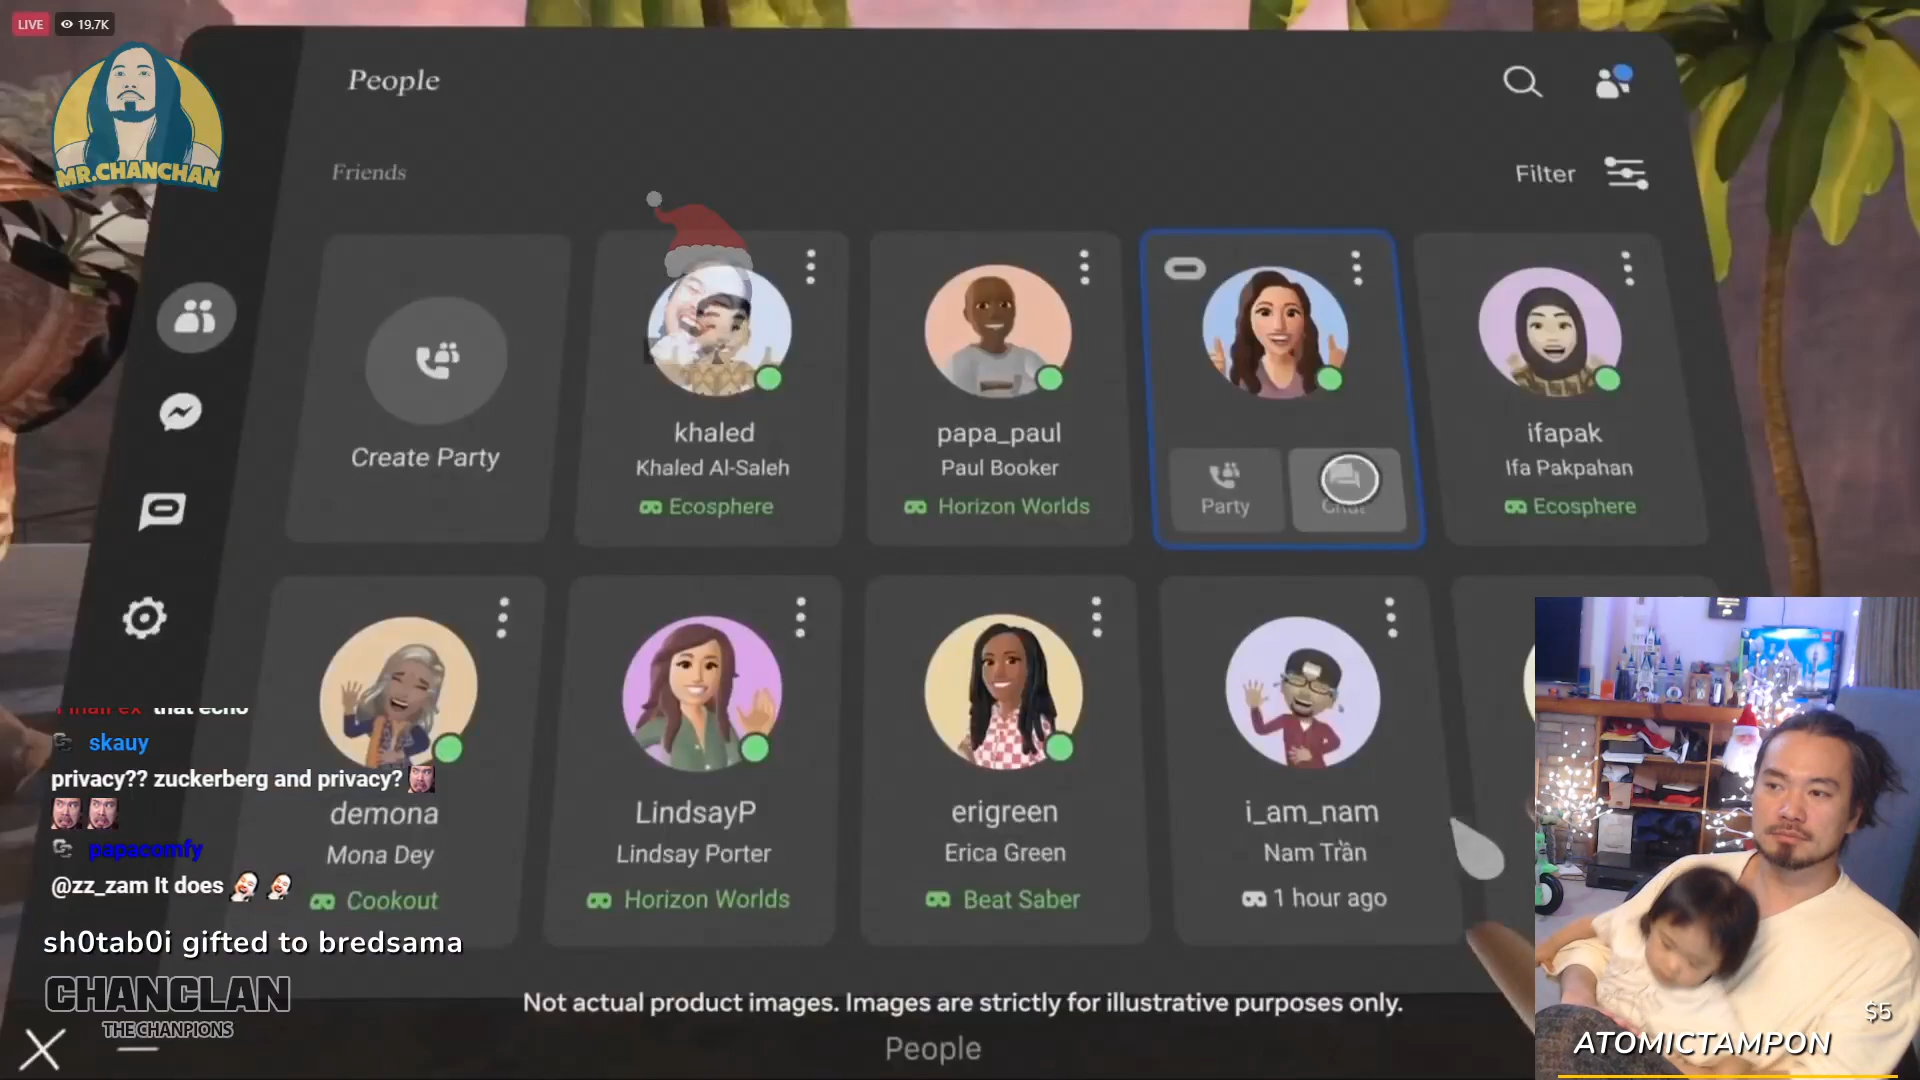 LIVE 19.7K
MR.CHANCHAN
People
Friends
Filter
Create Party
khaled
Khaled Al-Saleh
Ecosphere
papa_paul
Paul Booker
Horizon Worlds
Party
Chat
ifapak
Ifa Pakpahan
Ecosphere
demona
Mona Dey
Cookout
LindsayP
Lindsay Porter
Horizon Worlds
erigreen
Erica Green
Beat Saber
i_am_nam
Nam Trần
1 hour ago
that echo
skauy
privacy?? zuckerberg and privacy?
papacomfy
@zz_zam It does
sh0tab0i gifted to bredsama
CHANCLAN
THE CHANPIONS
Not actual product images. Images are strictly for illustrative purposes only.
People
$5
ATOMICTAMPON